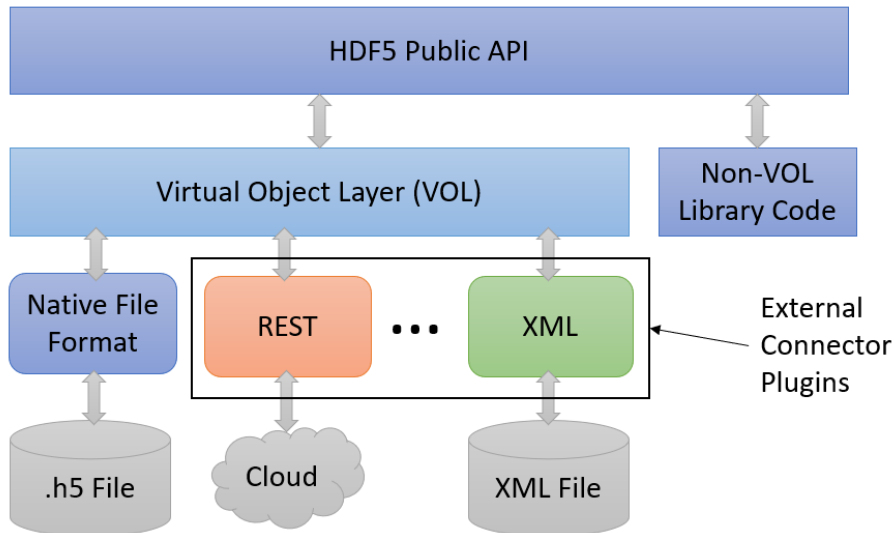 HDF5 Public API
Virtual Object Layer (VOL)
Non-VOL
Library Code
Native File
Format
REST
...
XML
External
Connector
Plugins
.h5 File
Cloud
XML File